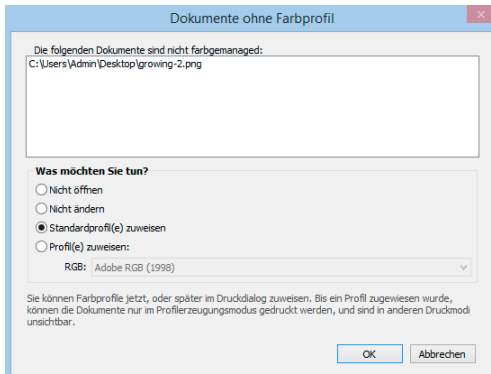 Dokumente ohne Farbprofil
Die folgenden Dokumente sind nicht farbgemanaged:
C:\Users\Admin\Desktop\growing-2.png
Was möchten Sie tun?
Nicht öffnen
Nicht ändern
Standardprofil(e) zuweisen
Profil(e) zuweisen:
RGB: Adobe RGB (1998)
Sie können Farbprofile jetzt, oder später im Druckdialog zuweisen. Bis ein Profil zugewiesen wurde,
können die Dokumente nur im Profilerzeugungsmodus gedruckt werden, und sind in anderen Druckmodi
unsichtbar.
OK Abbrechen